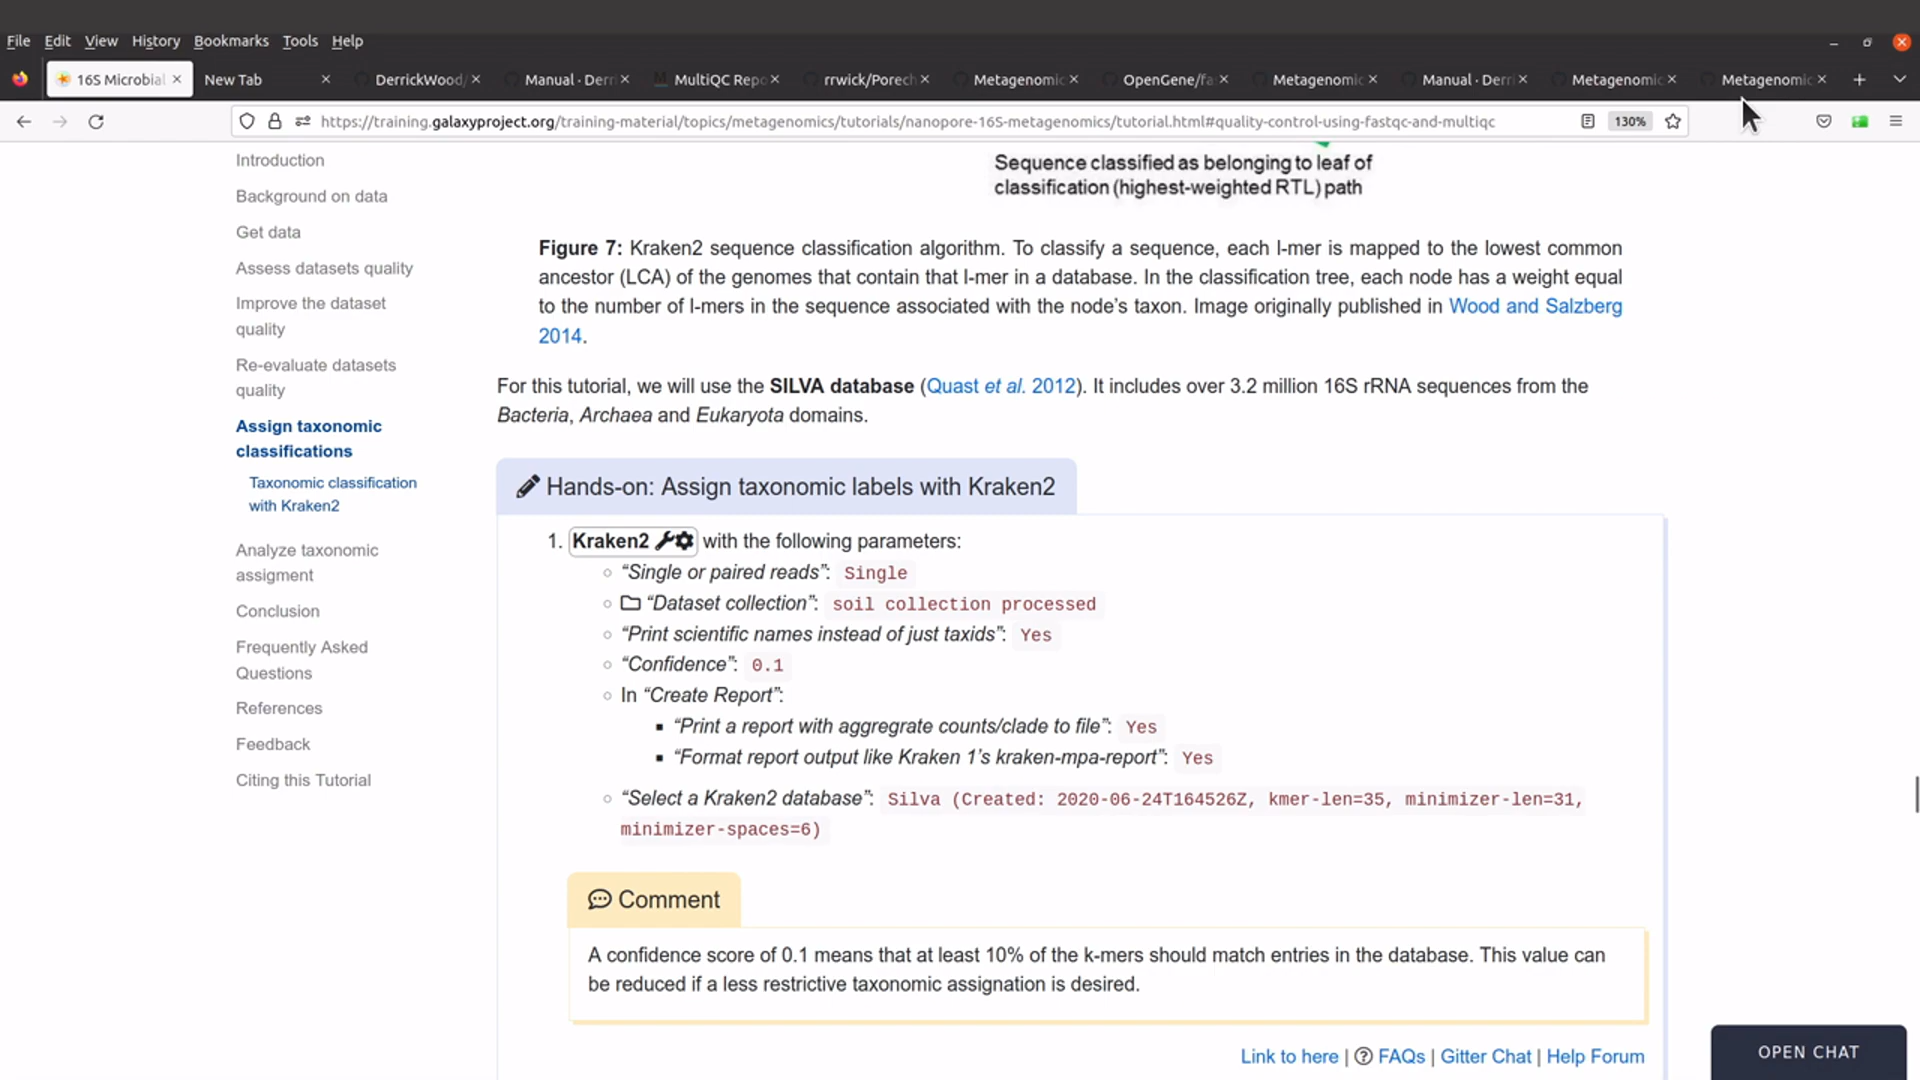 File Edit View History Bookmarks Tools Help
16S Microbial New Tab DerrickWood/ Manual · Derri MultiQC Repo rrwick/Porech Metagenomic OpenGene/fa Metagenomic Manual · Derri Metagenomic Metagenomic
https://training.galaxyproject.org/training-material/topics/metagenomics/tutorials/nanopore-16S-metagenomics/tutorial.html#quality-control-using-fastqc-and-multiqc 130%
Introduction
Background on data
Get data
Assess datasets quality
Improve the dataset
quality
Re-evaluate datasets
quality
Assign taxonomic
classifications
Taxonomic classification
with Kraken2
Analyze taxonomic
assigment
Conclusion
Frequently Asked
Questions
References
Feedback
Citing this Tutorial
Sequence classified as belonging to leaf of
classification (highest-weighted RTL) path
Figure 7: Kraken2 sequence classification algorithm. To classify a sequence, each l-mer is mapped to the lowest common
ancestor (LCA) of the genomes that contain that l-mer in a database. In the classification tree, each node has a weight equal
to the number of l-mers in the sequence associated with the node's taxon. Image originally published in Wood and Salzberg
2014.
For this tutorial, we will use the SILVA database (Quast et al. 2012). It includes over 3.2 million 16S rRNA sequences from the
Bacteria, Archaea and Eukaryota domains.
Hands-on: Assign taxonomic labels with Kraken2
1. Kraken2 with the following parameters:
“Single or paired reads”: Single
“Dataset collection”: soil collection processed
“Print scientific names instead of just taxids”: Yes
“Confidence”: 0.1
In “Create Report”:
“Print a report with aggregrate counts/clade to file”: Yes
“Format report output like Kraken 1’s kraken-mpa-report”: Yes
“Select a Kraken2 database”: Silva (Created: 2020-06-24T164526Z, kmer-len=35, minimizer-len=31,
minimizer-spaces=6)
Comment
A confidence score of 0.1 means that at least 10% of the k-mers should match entries in the database. This value can
be reduced if a less restrictive taxonomic assignation is desired.
Link to here | FAQs | Gitter Chat | Help Forum
OPEN CHAT